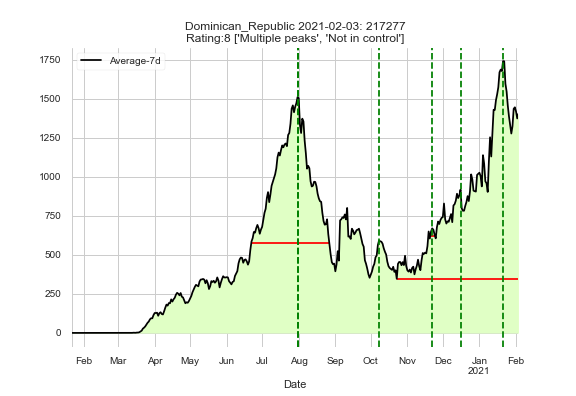 Dominican_Republic 2021-02-03: 217277
Rating:8 ['Multiple peaks', 'Not in control']
Average-7d
1750
1500
1250
1000
750
500
250
0
Feb Mar Apr May Jun Jul Aug Sep Oct Nov Dec Jan Feb
2021
Date